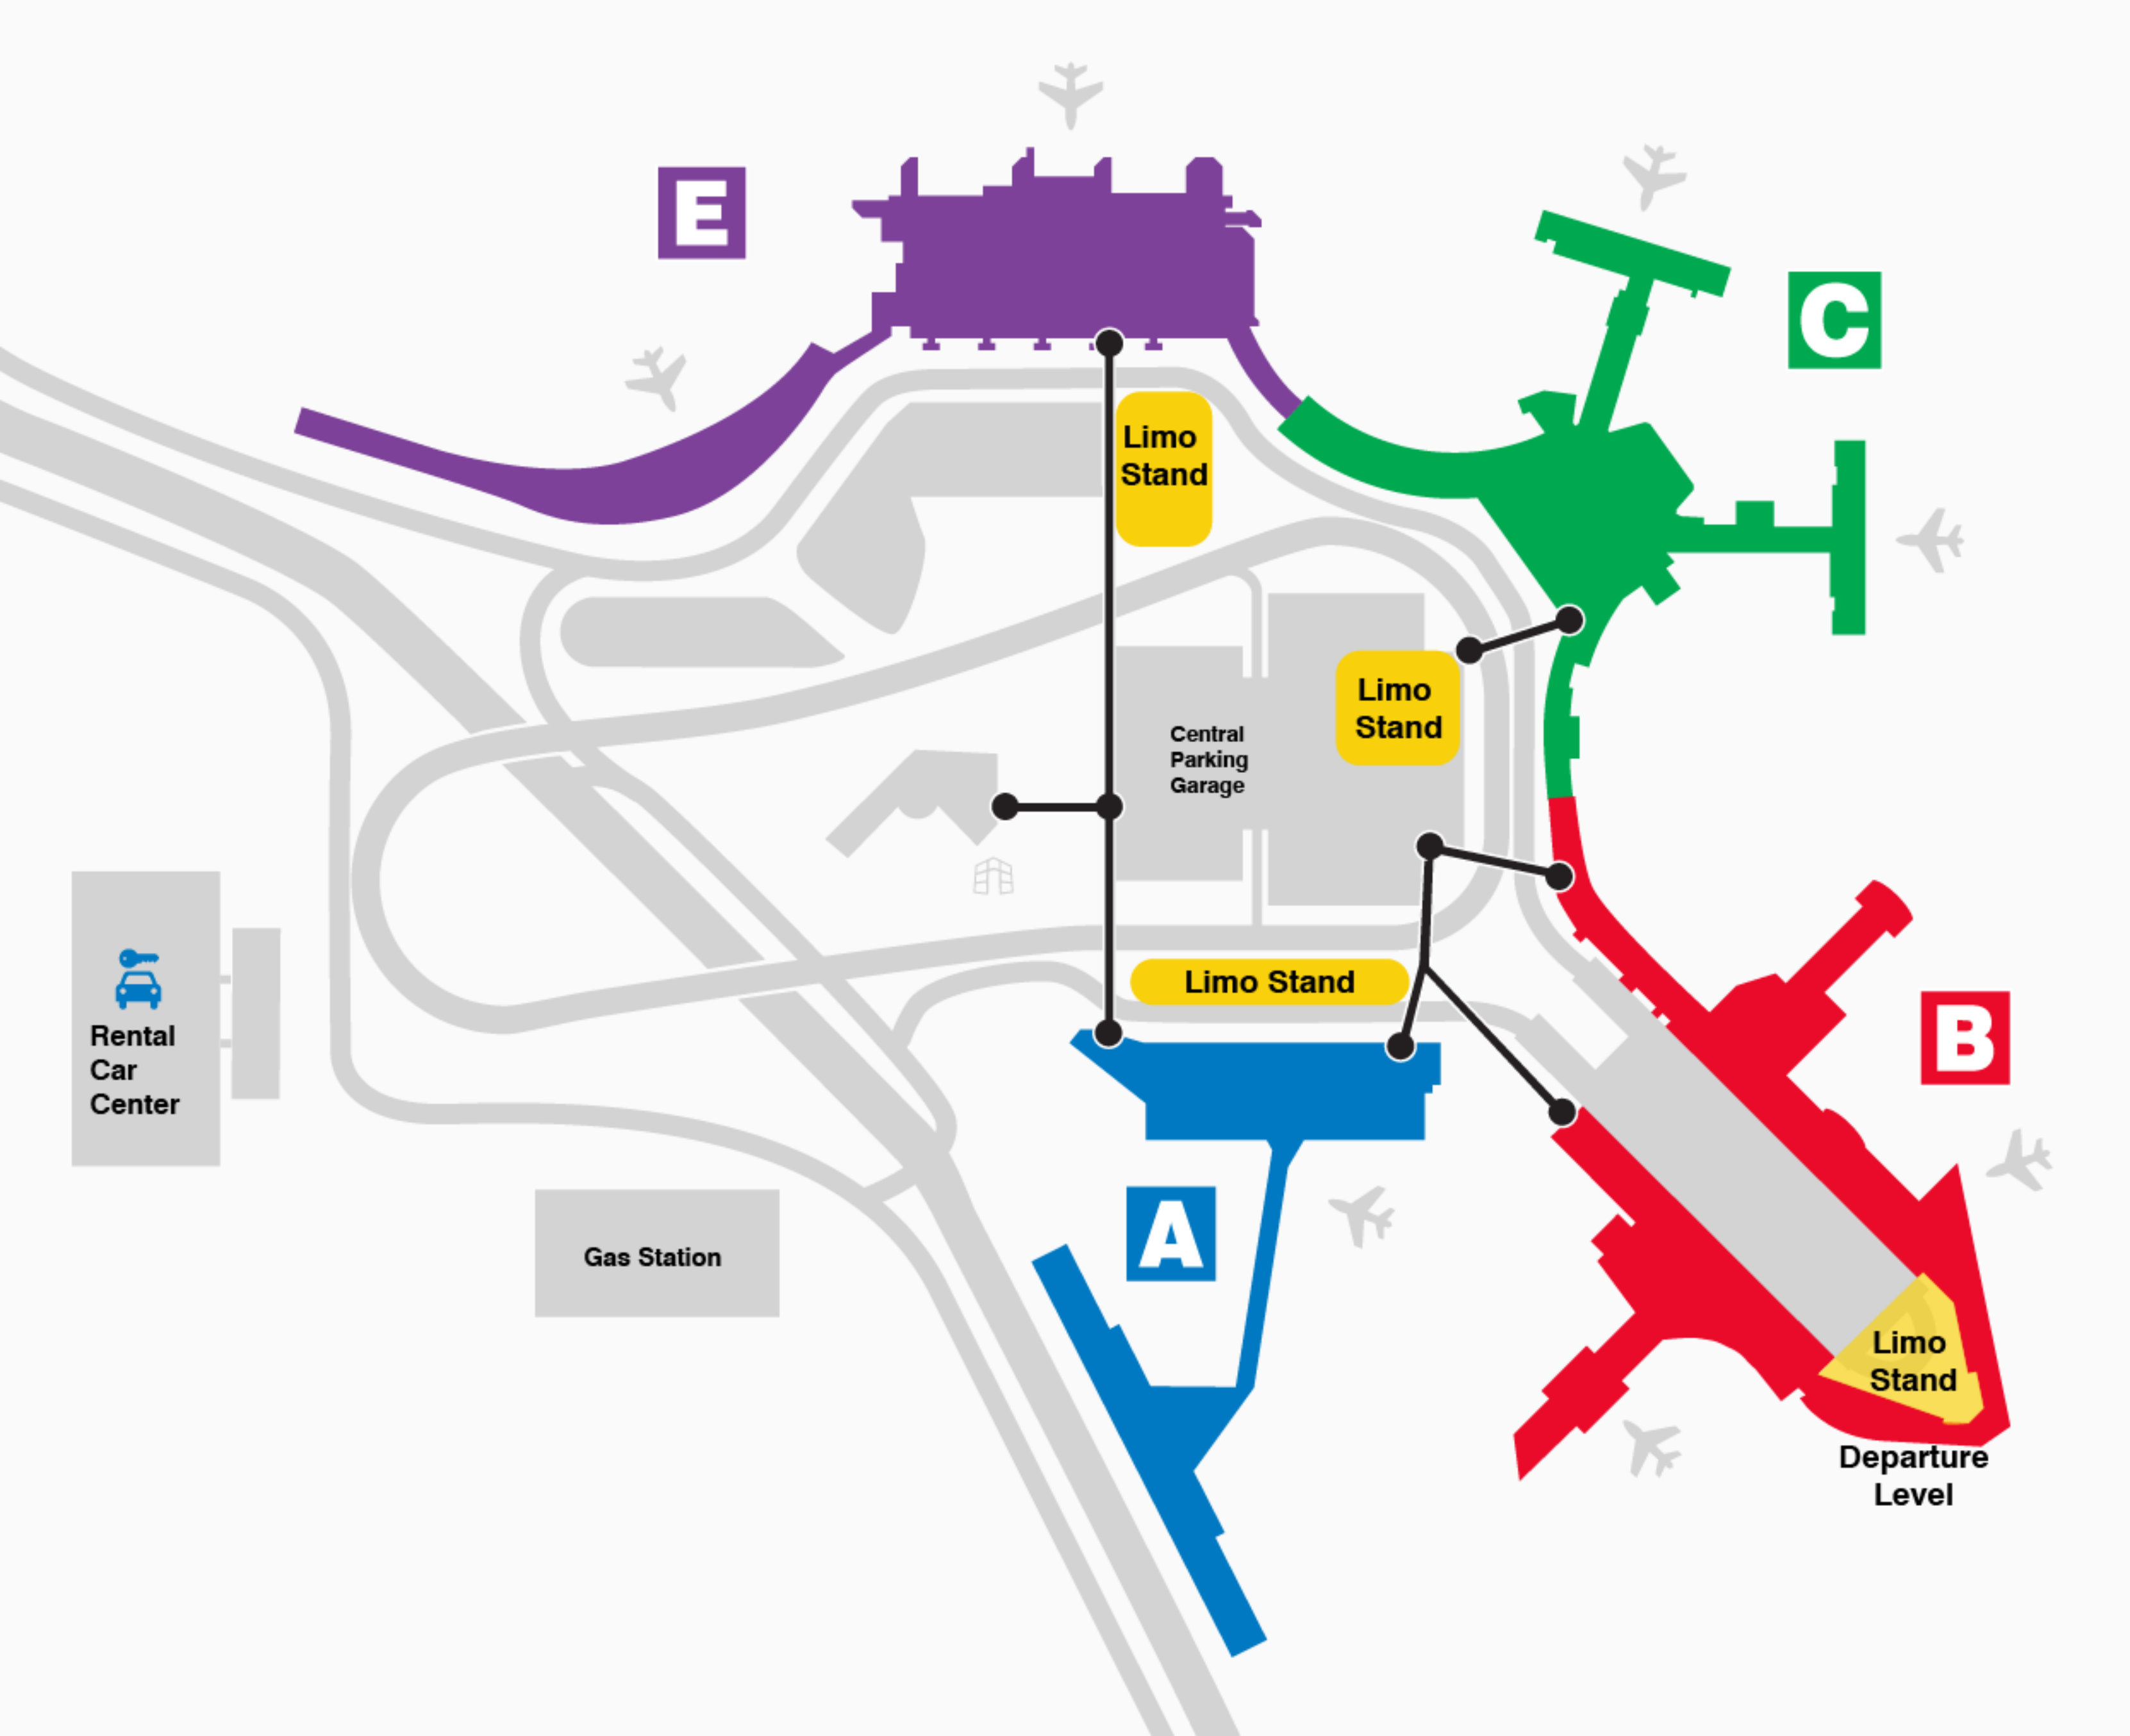 E
C
Limo
Stand
Limo
Stand
Central
Parking
Garage
Limo Stand
Rental
Car
Center
B
A
Gas Station
Limo
Stand
Departure
Level